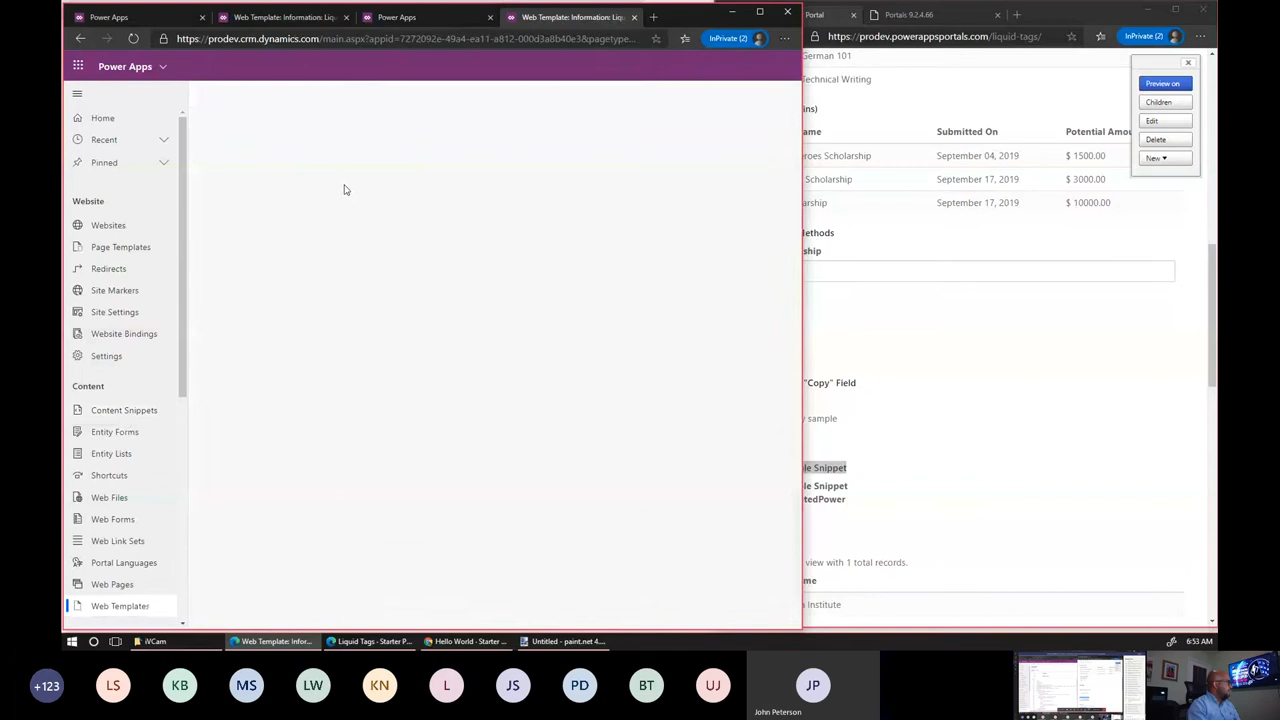 Power Apps
Web Template: Information: Liq
Power Apps
Web Template: Information: Liq
https://prodev.crm.dynamics.com/main.aspx?appid=7272092e-49a4-ea11-a812-000d3a8b40e3&pagetype...
InPrivate (2)
Power Apps
Home
Recent
Pinned
Website
Websites
Page Templates
Redirects
Site Markers
Site Settings
Website Bindings
Settings
Content
Content Snippets
Entity Forms
Entity Lists
Shortcuts
Web Files
Web Forms
Web Link Sets
Portal Languages
Web Pages
Web Templates
Portal
Portals 9.2.4.66
https://prodev.powerappsportals.com/liquid-tags/
InPrivate (2)
German 101
Technical Writing
ins)
ame
Submitted On
Potential Amou
roes Scholarship
September 04, 2019
$ 1500.00
Scholarship
September 17, 2019
$ 3000.00
arship
September 17, 2019
$ 10000.00
Methods
hip
"Copy" Field
y sample
le Snippet
le Snippet
tedPower
view with 1 total records.
me
a Institute
Preview on
Children
Edit
Delete
New
iVCam
Web Template: Infor...
Liquid Tags - Starter P...
Hello World - Starter ...
Untitled - paint.net 4....
6:53 AM
+123
LS
KB
MS
LW
KN
JS
PD
BT
UJ
JP
John Peterson